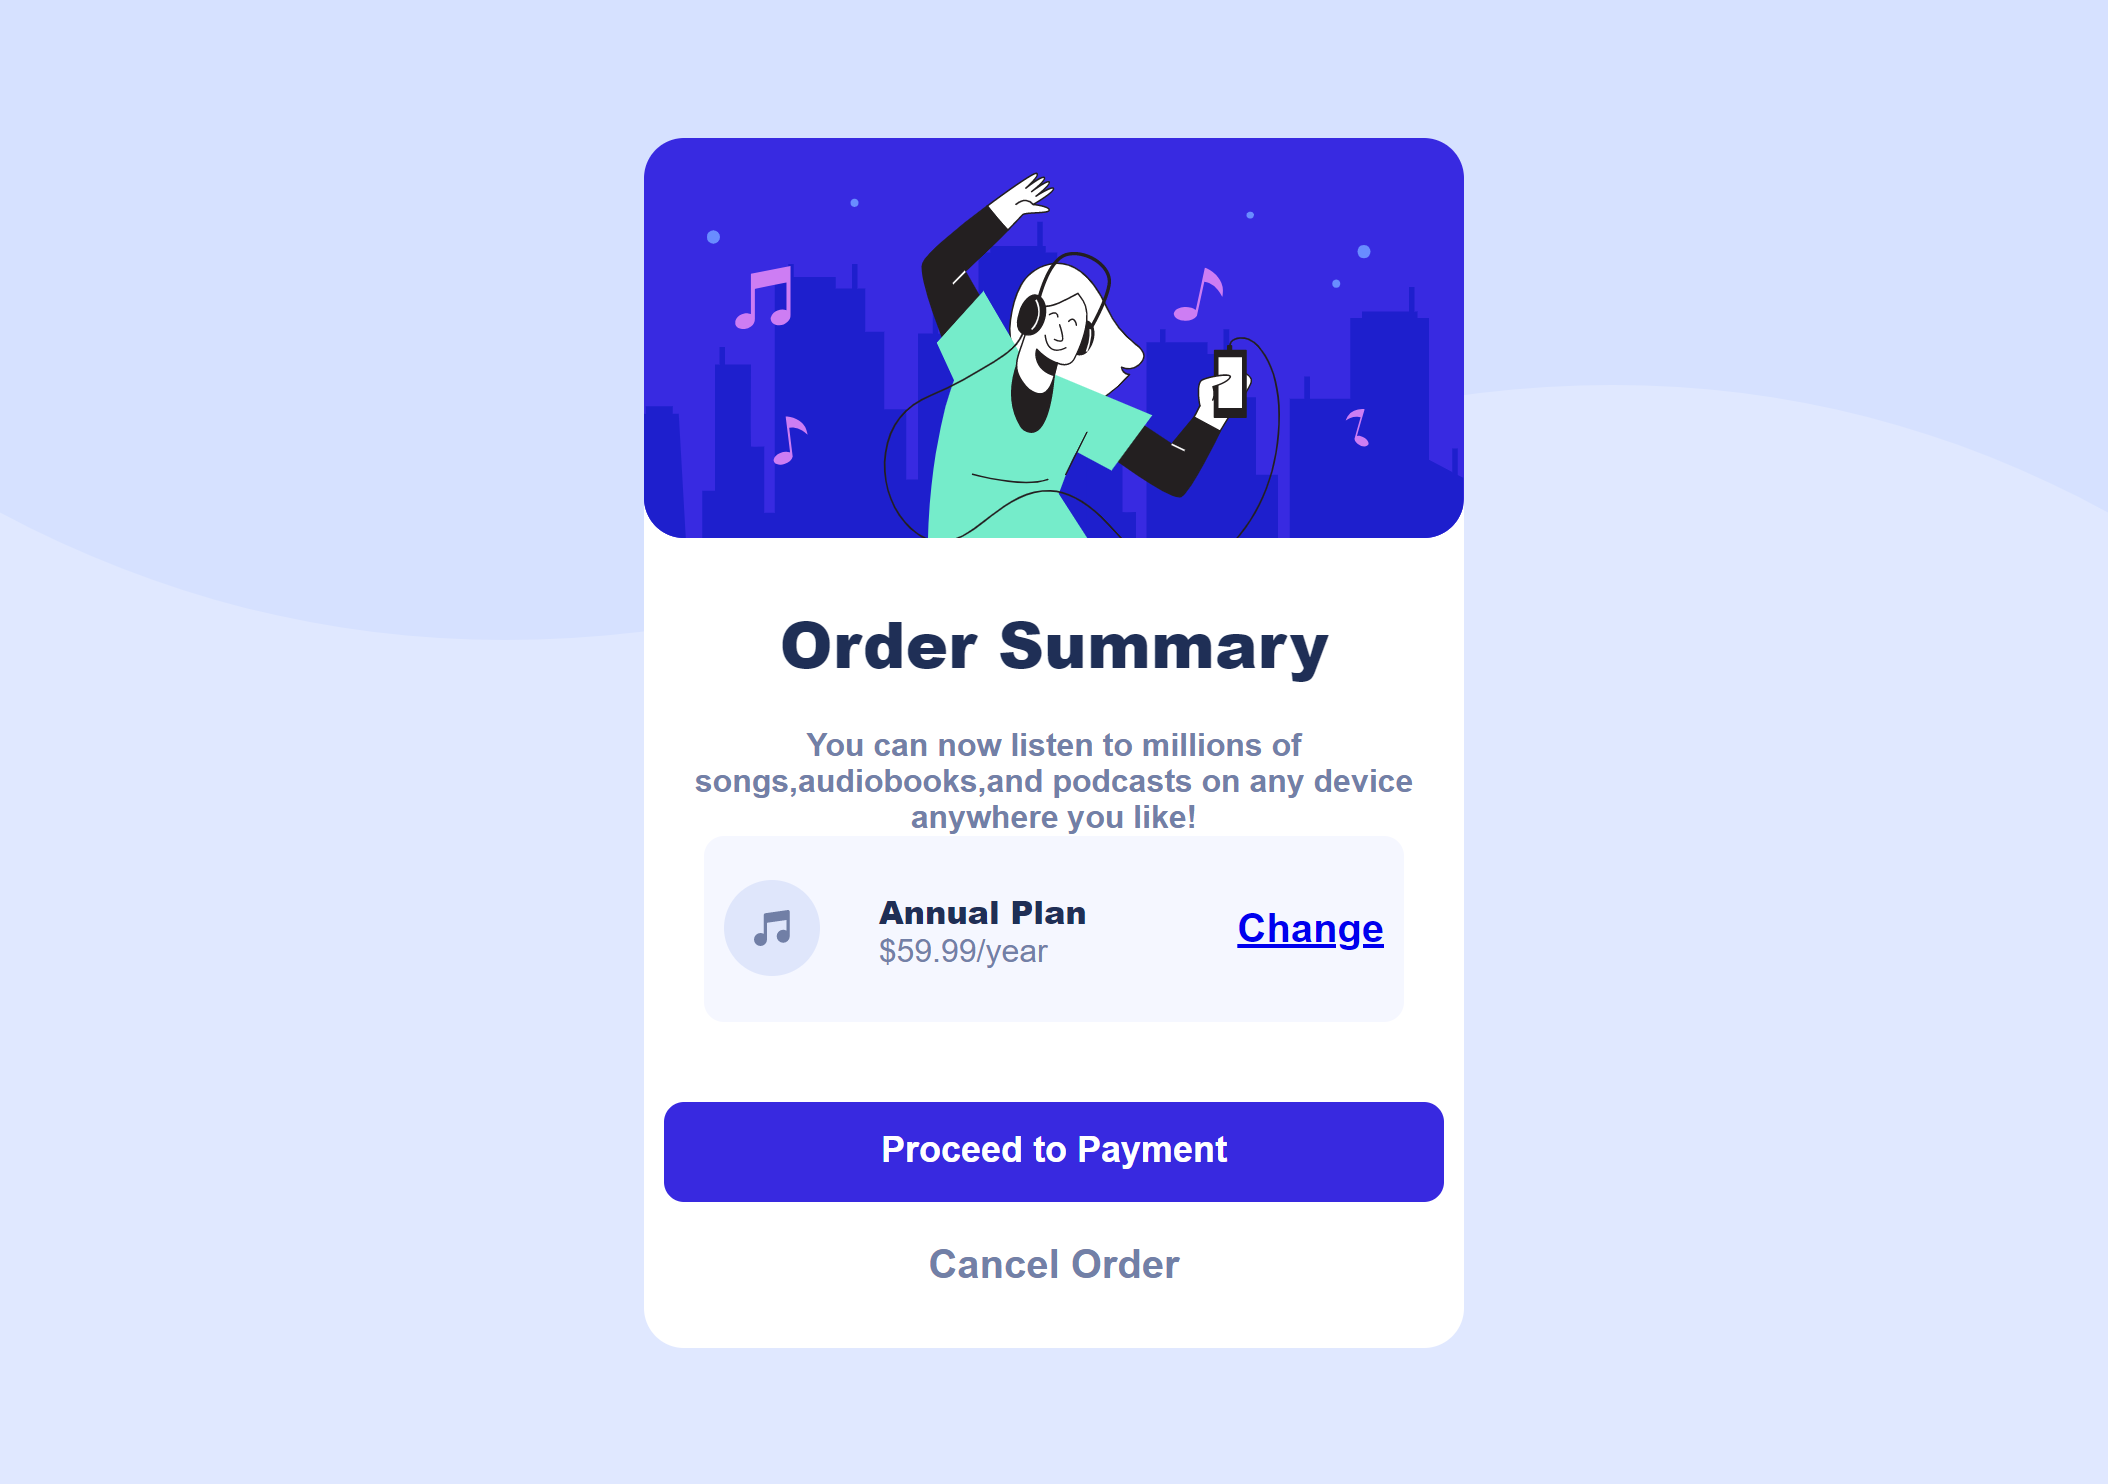 Order Summary
You can now listen to millions of
songs,audiobooks,and podcasts on any device
anywhere you like!
Annual Plan
$59.99/year
Change
Proceed to Payment
Cancel Order